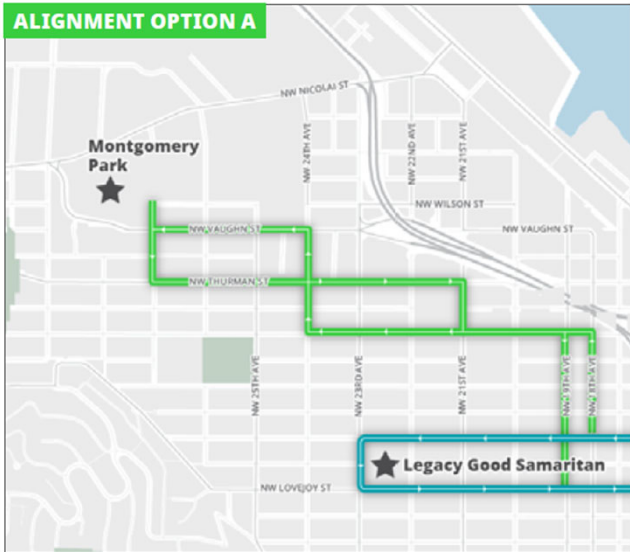 ALIGNMENT OPTION A
NW NICOLAI ST
NW 24TH AVE
NW 22ND AVE
NW 21ST AVE
Montgomery
Park
NW WILSON ST
NW VAUGHN ST
NW VAUGHN ST
NW THURMAN ST
NW 25TH AVE
NW 23RD AVE
NW 21ST AVE
NW 19TH AVE
NW 18TH AVE
Legacy Good Samaritan
NW LOVEJOY ST